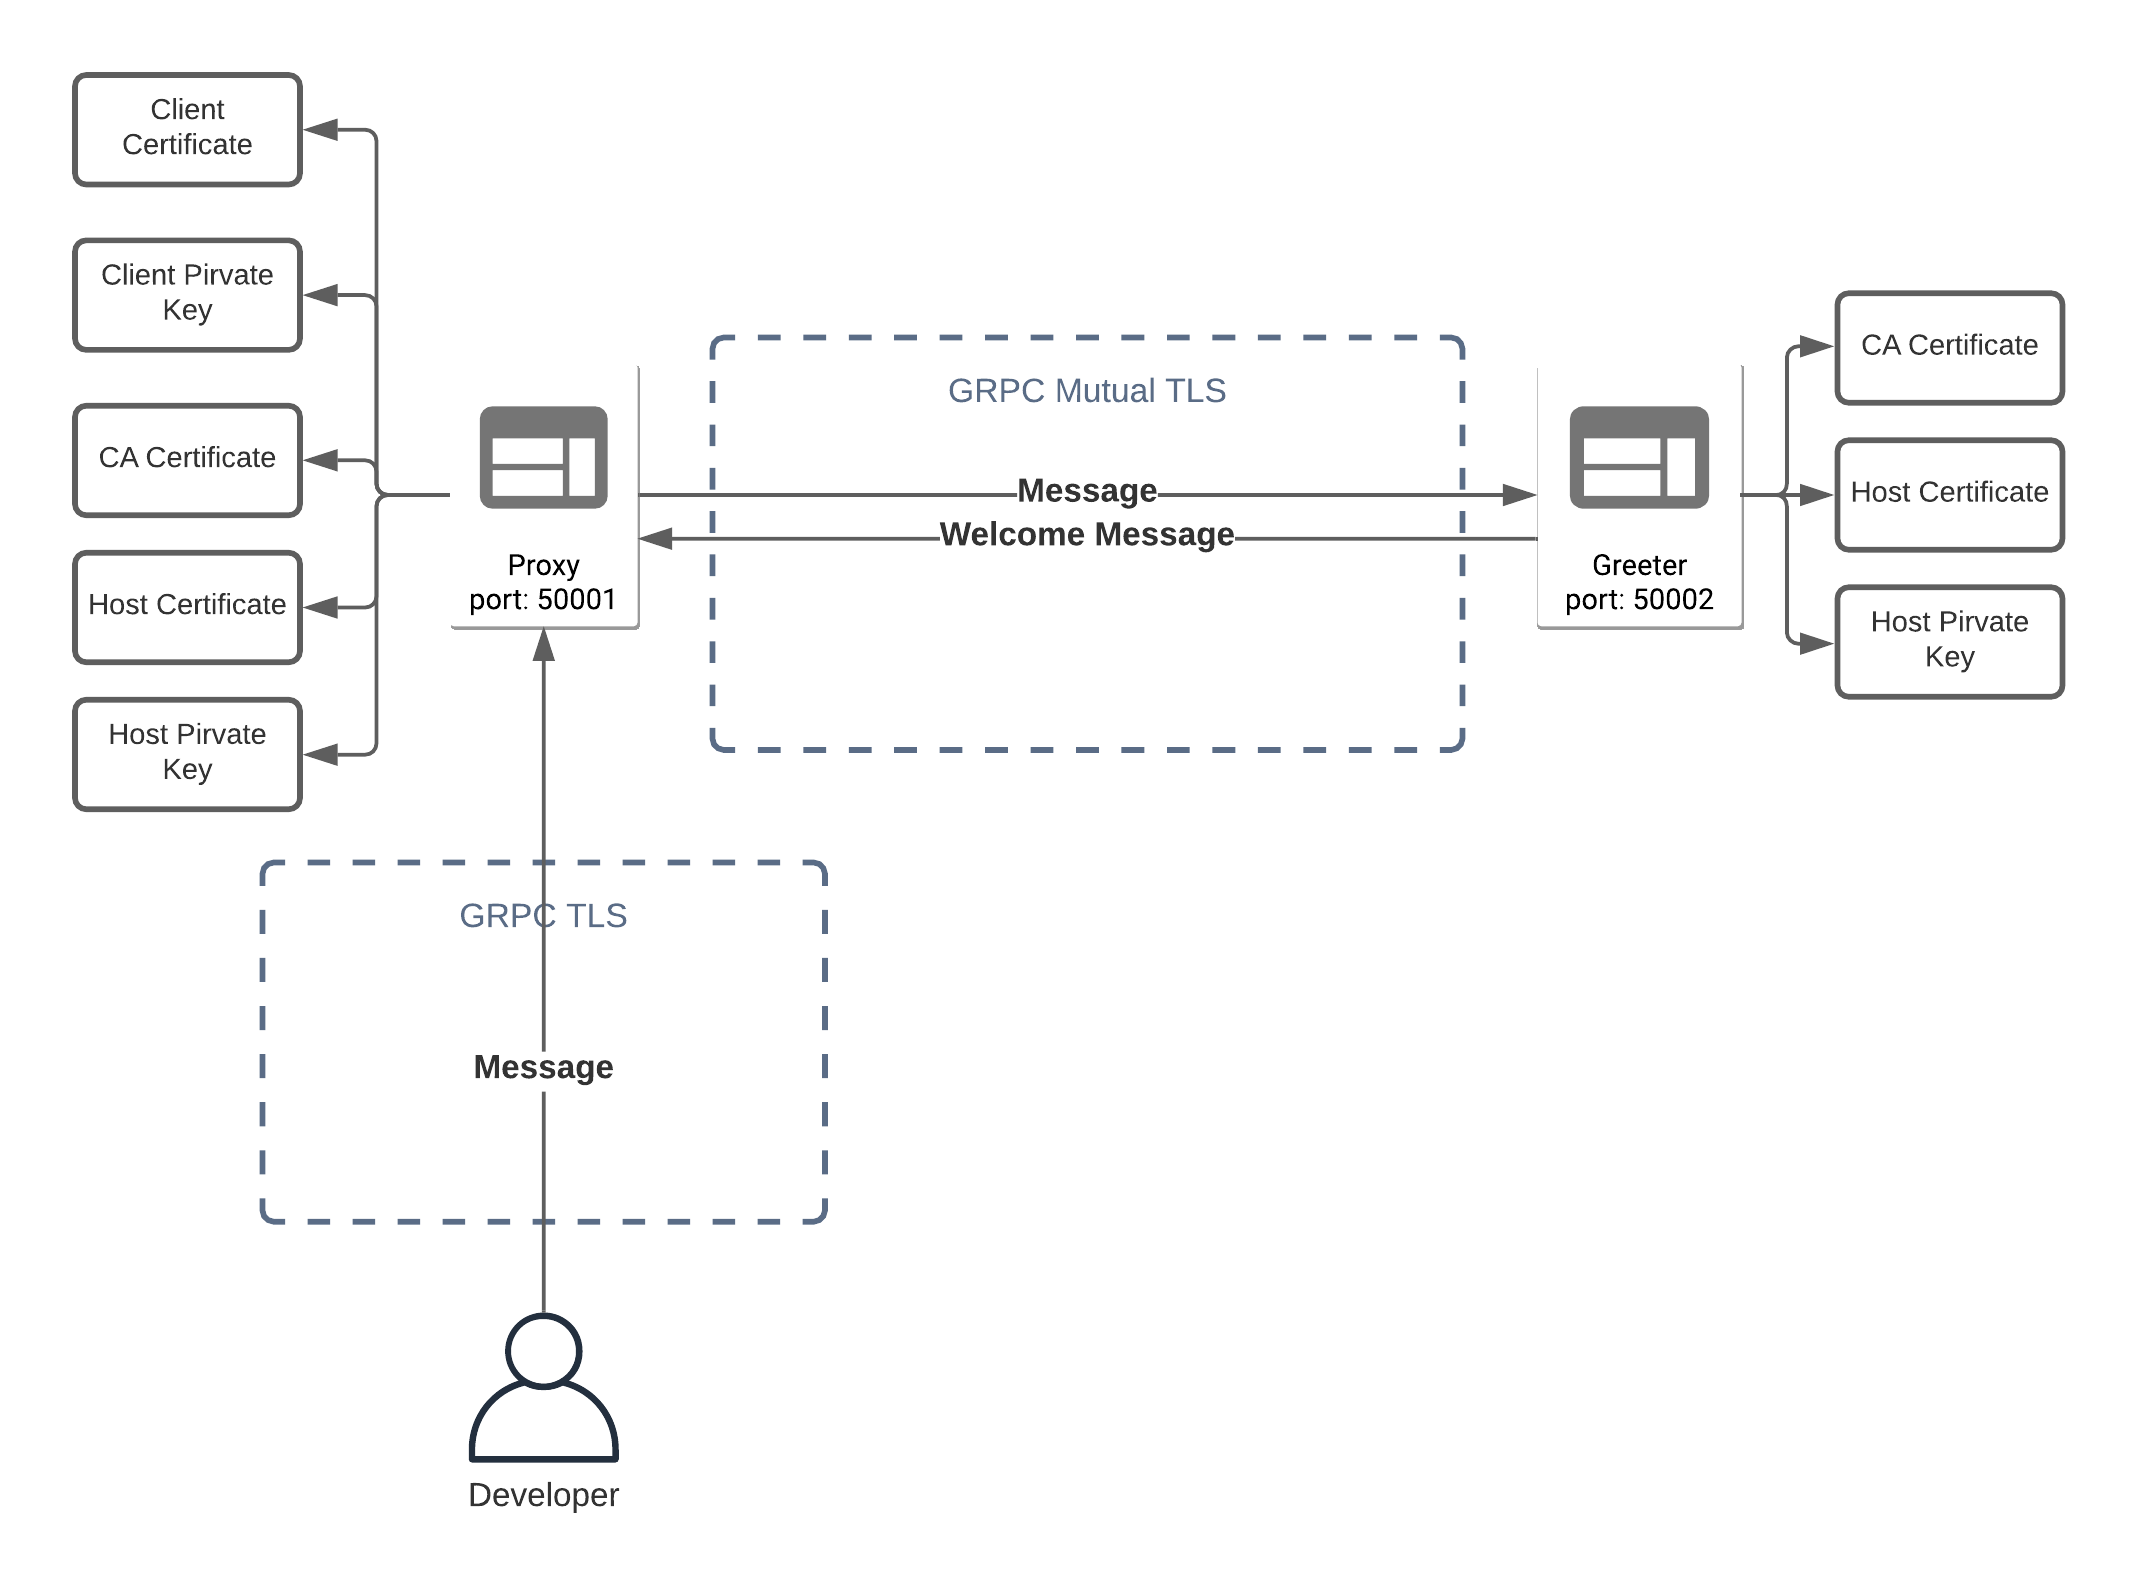 Client
Certificate
Client Pirvate
Key
CA Certificate
Host Certificate
Host Pirvate
Key
Proxy
port: 50001
GRPC Mutual TLS
Message
Welcome Message
Greeter
port: 50002
CA Certificate
Host Certificate
Host Pirvate
Key
GRPC TLS
Message
Developer